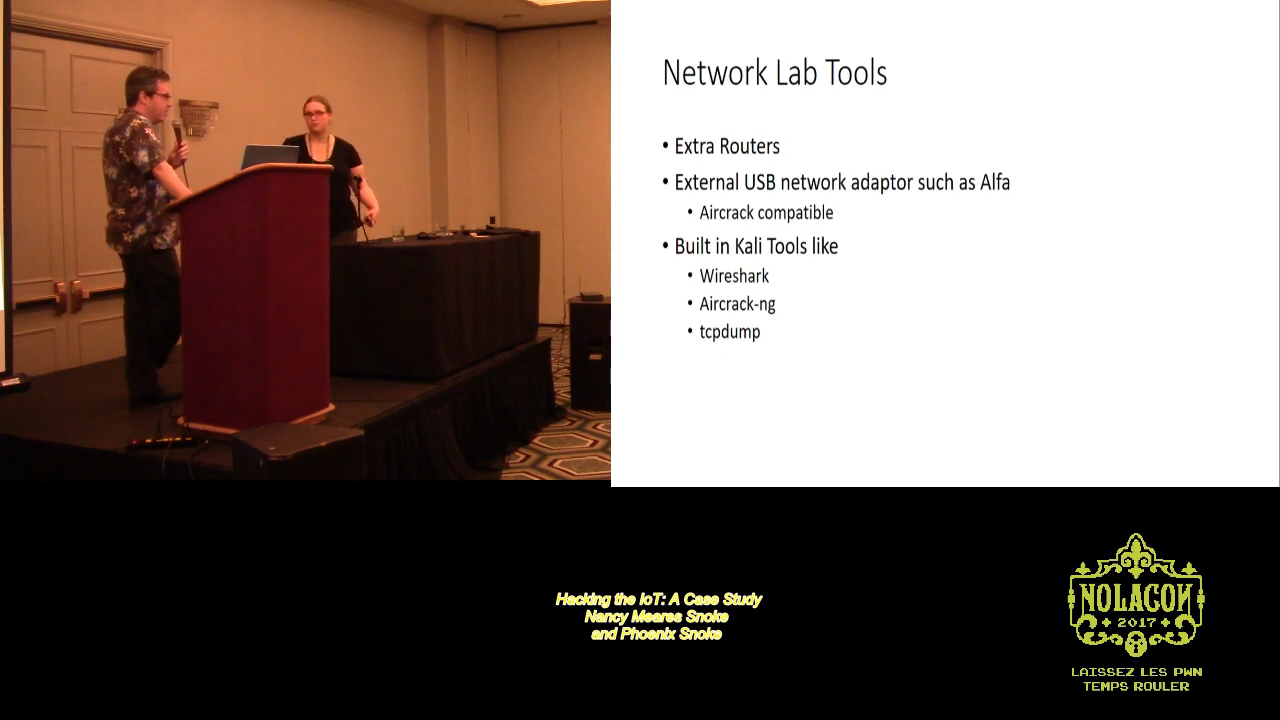 Network Lab Tools
• Extra Routers
• External USB network adaptor such as Alfa
• Aircrack compatible
• Built in Kali Tools like
• Wireshark
• Aircrack-ng
• tcpdump
Hacking the IoT: A Case Study
Nancy Meares Snoke
and Phoenix Snoke
NOLACON
2017
LAISSEZ LES PWN
TEMPS ROULER